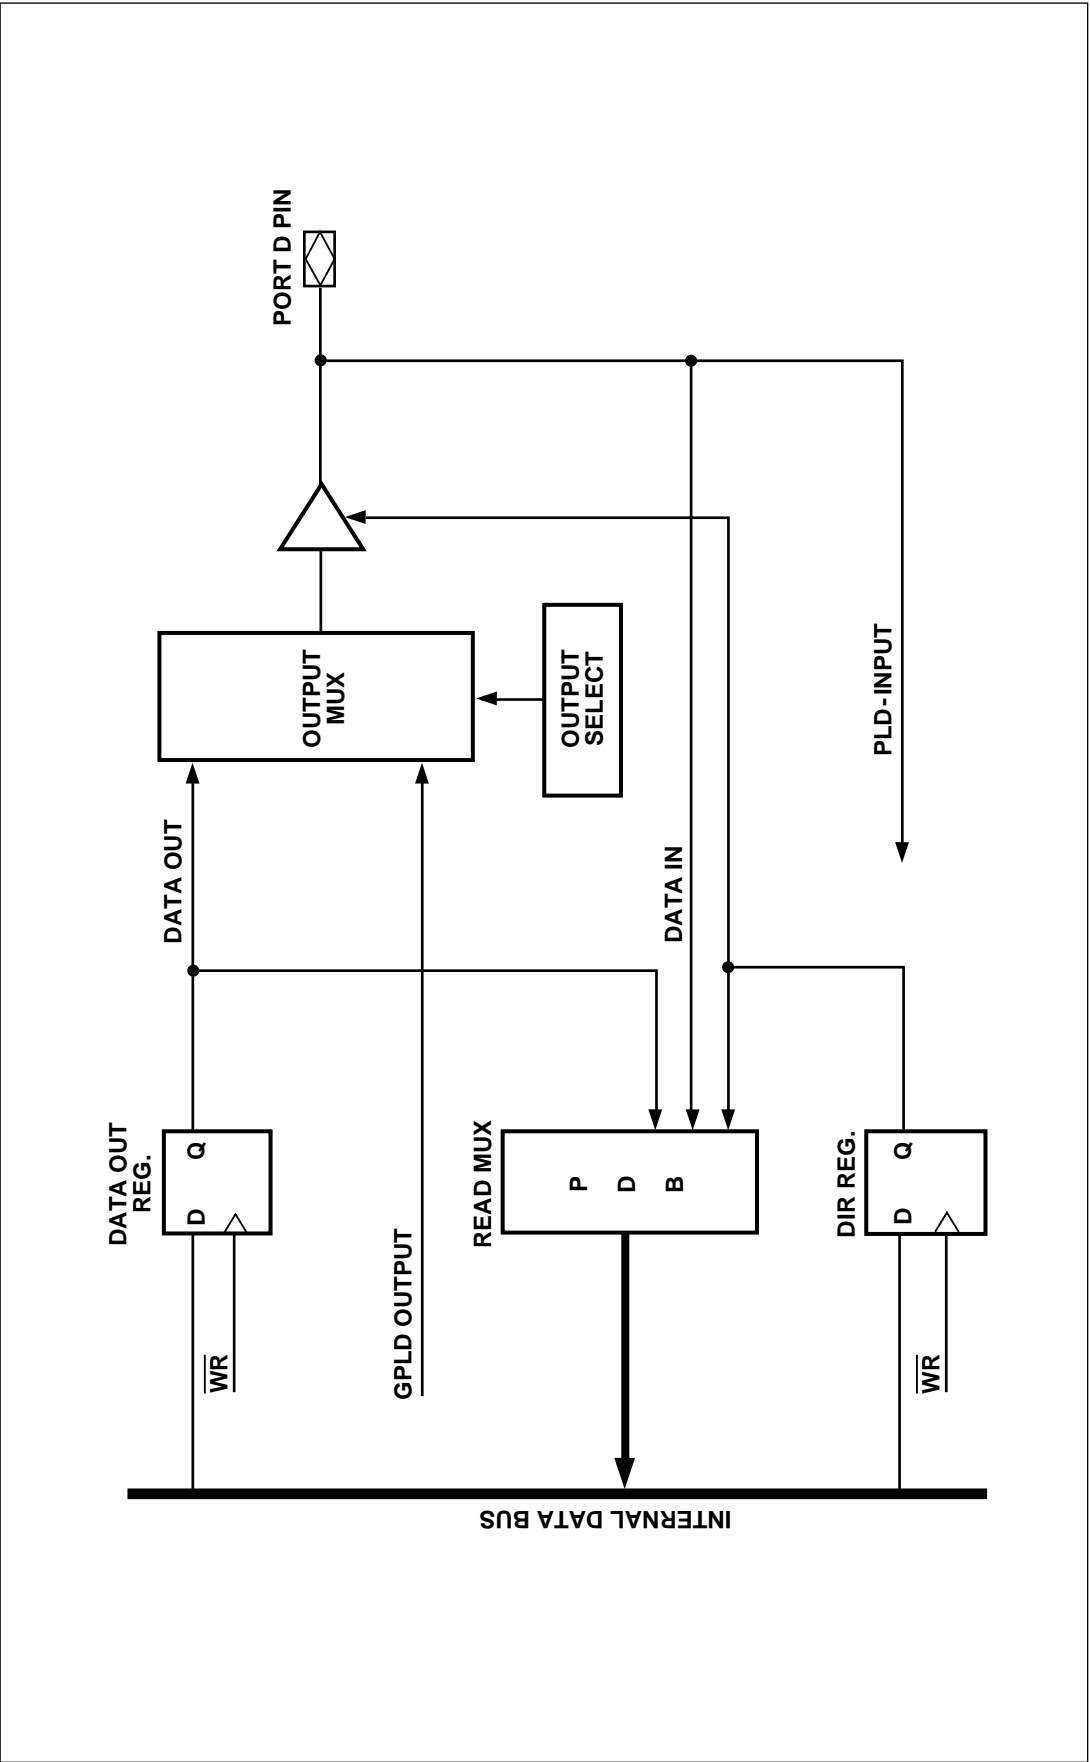 DATA OUT
REG.
D Q
WR
DATA OUT
PORT D PIN
OUTPUT
MUX
GPLD OUTPUT
READ MUX
P
D
B
OUTPUT
SELECT
DATA IN
DIR REG.
D Q
WR
PLD-INPUT
INTERNAL DATA BUS